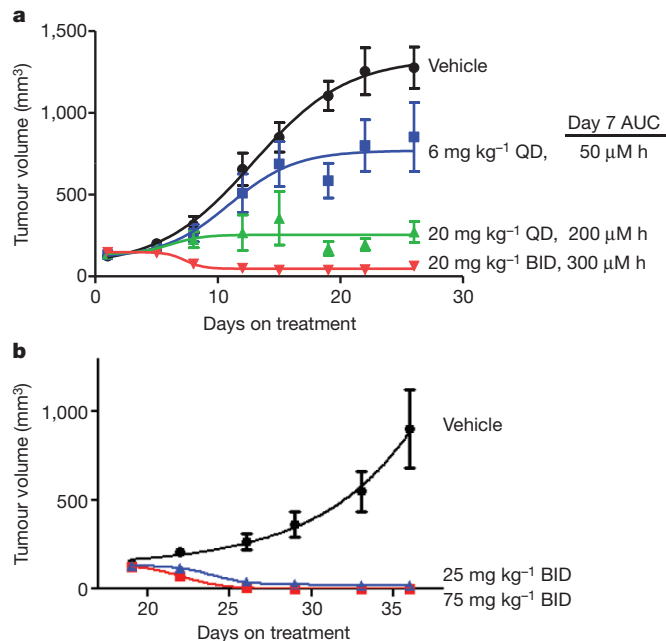 a
Tumour volume (mm³)
1,500
1,000
500
0
0 10 20 30
Days on treatment
Vehicle
Day 7 AUC
6 mg kg⁻¹ QD, 50 μM h
20 mg kg⁻¹ QD, 200 μM h
20 mg kg⁻¹ BID, 300 μM h
b
Tumour volume (mm³)
1,000
500
0
20 25 30 35
Days on treatment
Vehicle
25 mg kg⁻¹ BID
75 mg kg⁻¹ BID